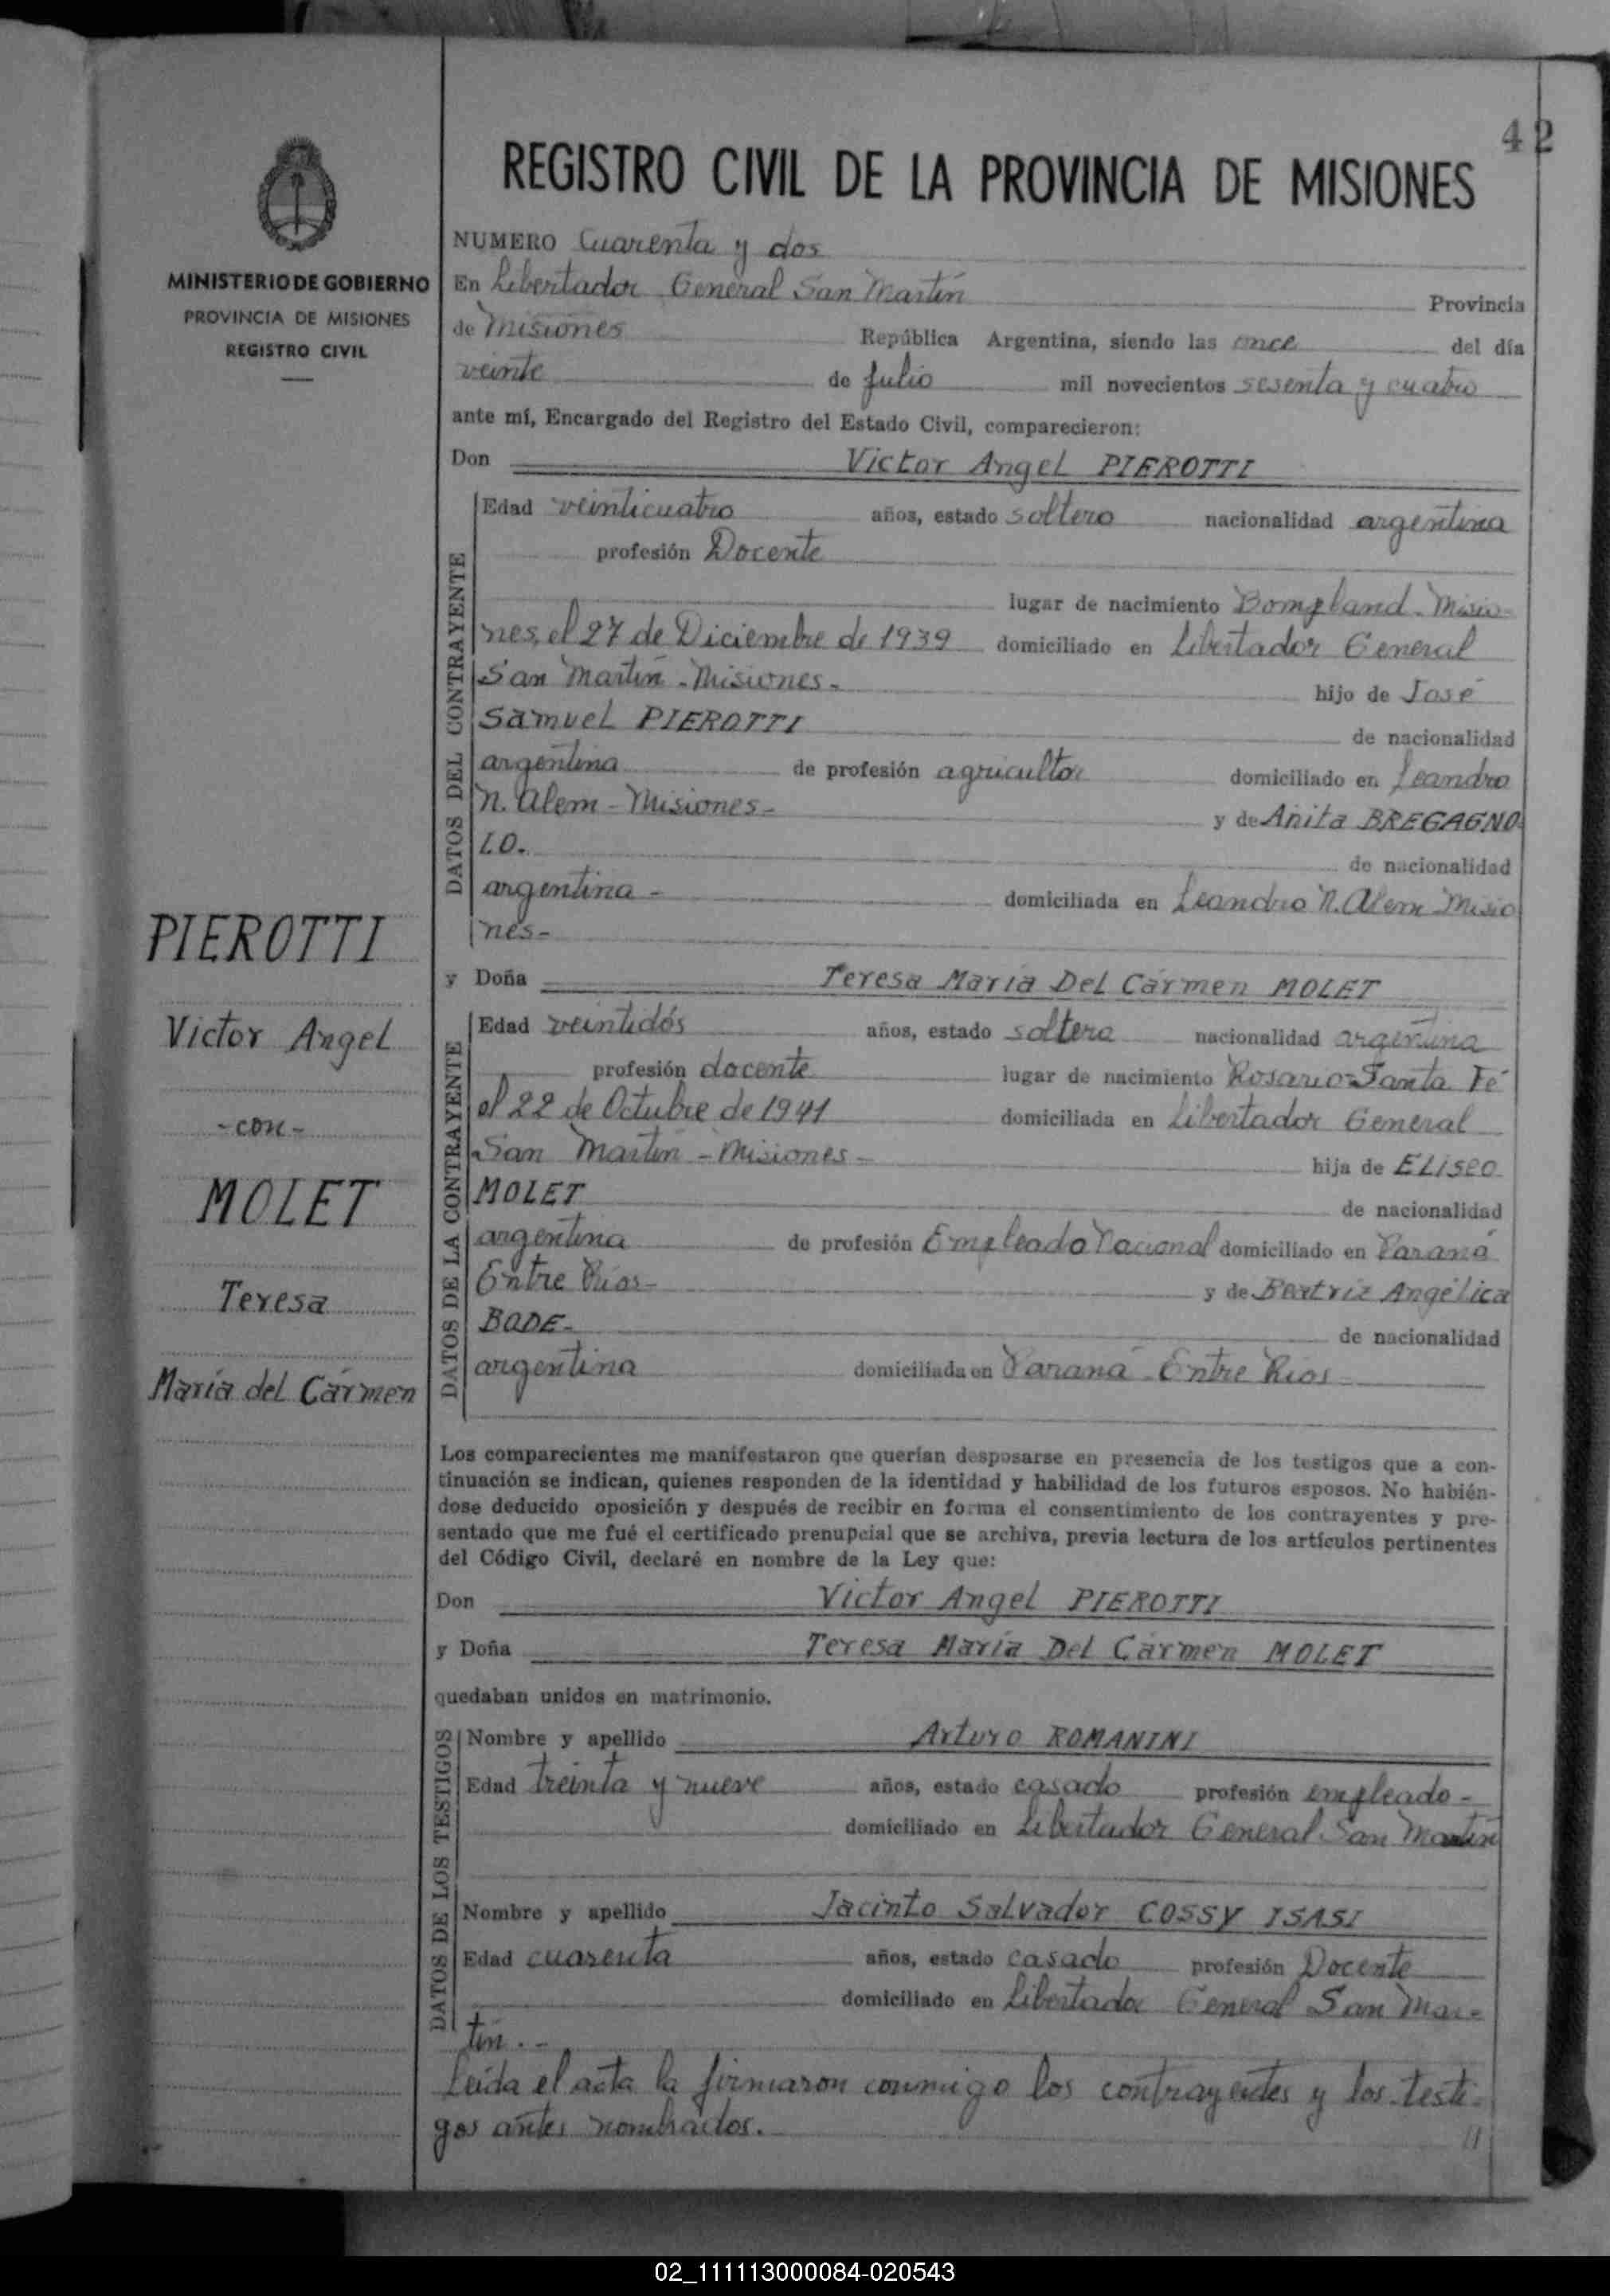 42
REGISTRO CIVIL DE LA PROVINCIA DE MISIONES
MINISTERIO DE GOBIERNO
PROVINCIA DE MISIONES
REGISTRO CIVIL
NUMERO Cuarenta y dos
En Libertador General San Martín Provincia
de Misiones República Argentina, siendo las once del día
veinte de julio mil novecientos sesenta y cuatro
ante mí, Encargado del Registro del Estado Civil, comparecieron:
Don Victor Angel PIEROTTI
DATOS DEL CONTRAYENTE
Edad veinticuatro años, estado soltero nacionalidad argentina
profesión Docente
lugar de nacimiento Bompland - Misio-
nes, el 27 de Diciembre de 1939 domiciliado en Libertador General
San Martín - Misiones - hijo de José
Samuel PIEROTTI de nacionalidad
argentina de profesión agricultor domiciliado en Leandro
N. Alem - Misiones - y de Anita BREGAGNO
LO. de nacionalidad
argentina - domiciliada en Leandro N. Alem Misio
nes -
y Doña Teresa María Del Cármen MOLET
DATOS DE LA CONTRAYENTE
Edad veintidós años, estado soltera nacionalidad argentina
profesión docente lugar de nacimiento Rosario - Santa Fé
el 22 de Octubre de 1941 domiciliada en Libertador General
San Martín - Misiones - hija de Eliseo
MOLET de nacionalidad
argentina de profesión Empleado Nacional domiciliado en Paraná
Entre Ríos - y de Beatriz Angélica
BODE - de nacionalidad
argentina domiciliada en Paraná - Entre Ríos
PIEROTTI
Victor Angel
- con -
MOLET
Teresa
María del Cármen
Los comparecientes me manifestaron que querían desposarse en presencia de los testigos que a con-
tinuación se indican, quienes responden de la identidad y habilidad de los futuros esposos. No habién-
dose deducido oposición y después de recibir en forma el consentimiento de los contrayentes y pre-
sentado que me fué el certificado prenupcial que se archiva, previa lectura de los artículos pertinentes
del Código Civil, declaré en nombre de la Ley que:
Don Victor Angel PIEROTTI
y Doña Teresa María Del Cármen MOLET
quedaban unidos en matrimonio.
DATOS DE LOS TESTIGOS
Nombre y apellido Arturo ROMANINI
Edad treinta y nueve años, estado casado profesión empleado -
domiciliado en Libertador General San Martín
Nombre y apellido Jacinto Salvador COSSY ISASI
Edad cuarenta años, estado casado profesión Docente
domiciliado en Libertador General San Mar-
tín. -
Leída el acta la firmaron conmigo los contrayentes y los testi-
gos antes nombrados.
//
02_111113000084-020543